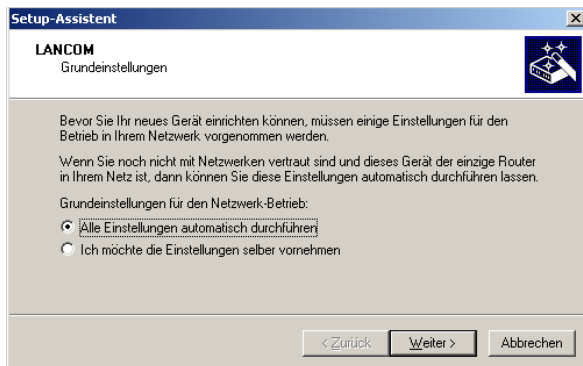 Setup-Assistent
LANCOM
Grundeinstellungen
Bevor Sie Ihr neues Gerät einrichten können, müssen einige Einstellungen für den
Betrieb in Ihrem Netzwerk vorgenommen werden.
Wenn Sie noch nicht mit Netzwerken vertraut sind und dieses Gerät der einzige Router
in Ihrem Netz ist, dann können Sie diese Einstellungen automatisch durchführen lassen.
Grundeinstellungen für den Netzwerk-Betrieb:
Alle Einstellungen automatisch durchführen
Ich möchte die Einstellungen selber vornehmen
< Zurück Weiter > Abbrechen